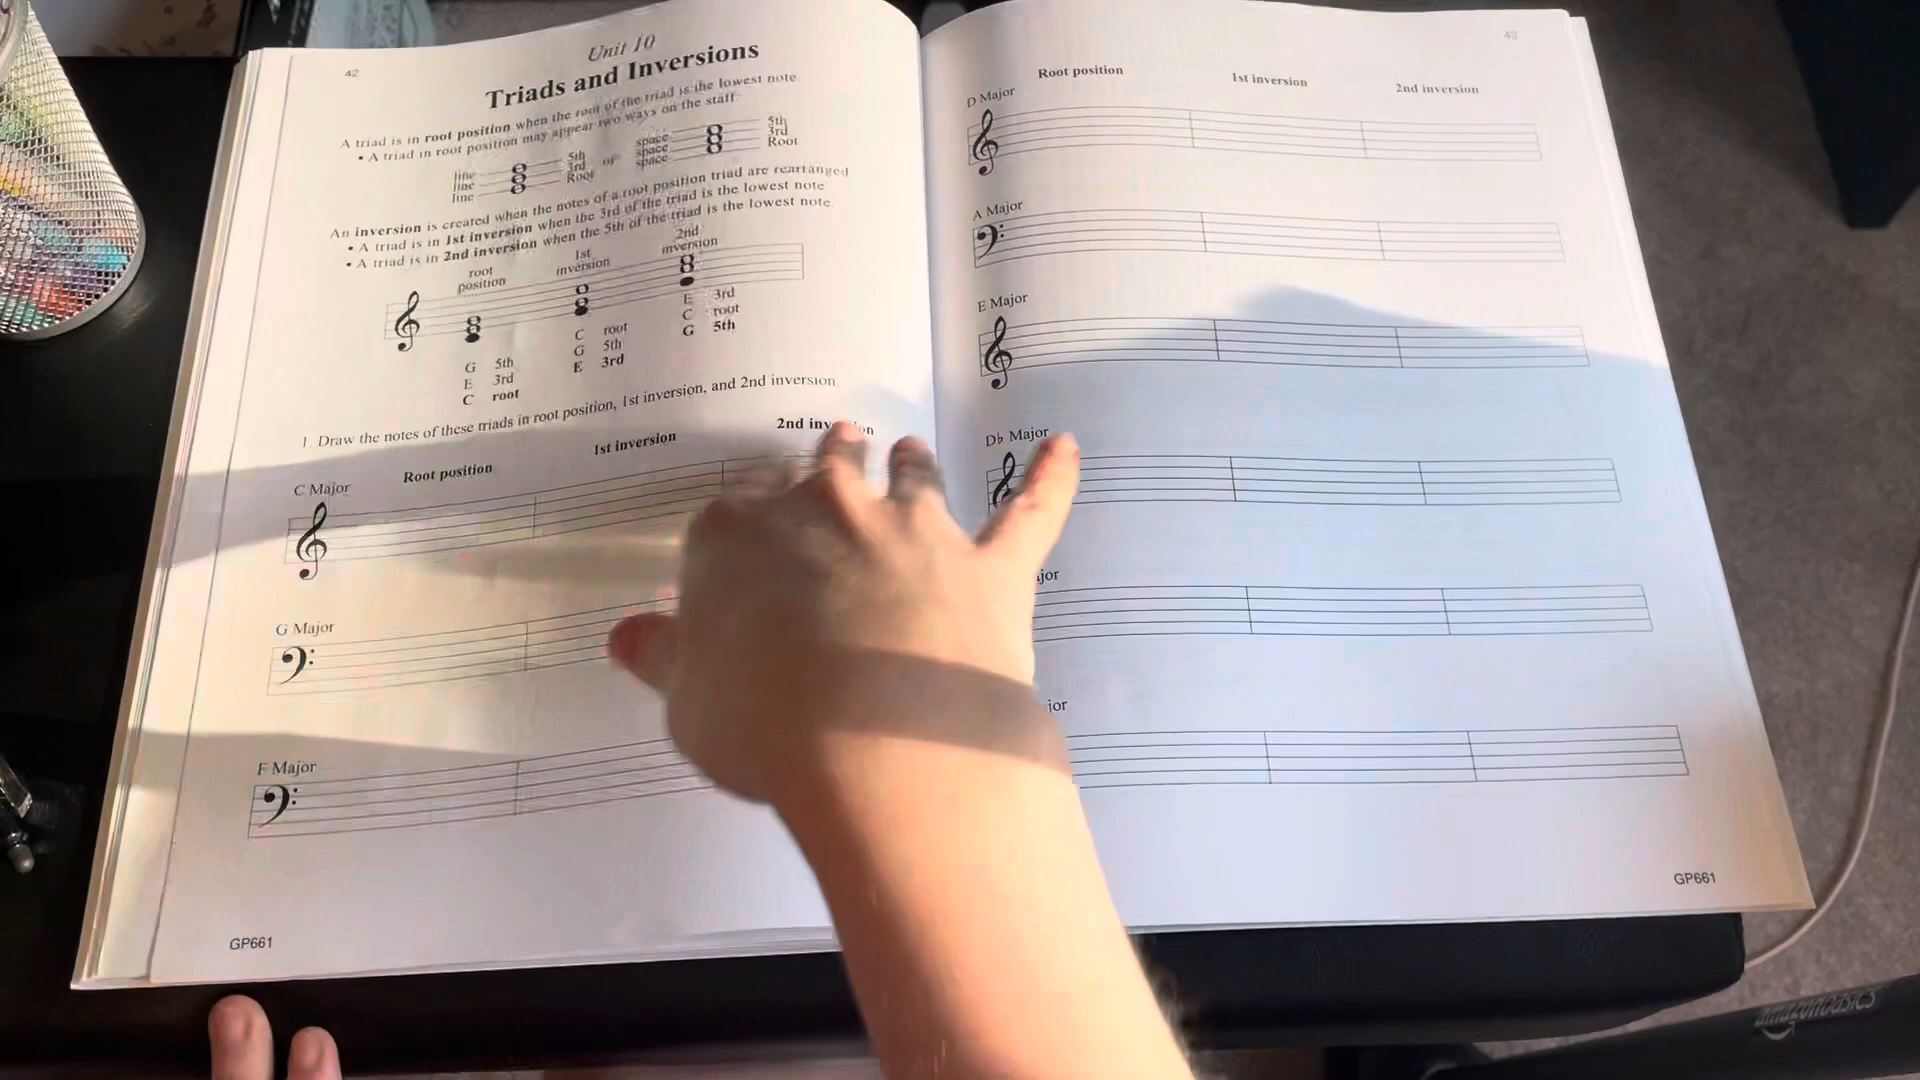 42
Unit 10
Triads and Inversions
A triad is in root position when the root of the triad is the lowest note.
• A triad in root position may appear two ways on the staff:
line
line
line
5th
3rd
Root
or
space
space
space
5th
3rd
Root
An inversion is created when the notes of a root position triad are rearranged
• A triad is in 1st inversion when the 3rd of the triad is the lowest note.
• A triad is in 2nd inversion when the 5th of the triad is the lowest note.
root
position
1st
inversion
2nd
inversion
G 5th
E 3rd
C root
C root
G 5th
E 3rd
E 3rd
C root
G 5th
1. Draw the notes of these triads in root position, 1st inversion, and 2nd inversion.
Root position 1st inversion 2nd
C Major
G Major
F Major
GP661
43
Root position 1st inversion 2nd inversion
D Major
A Major
E Major
D♭ Major
GP661
amazonbasics